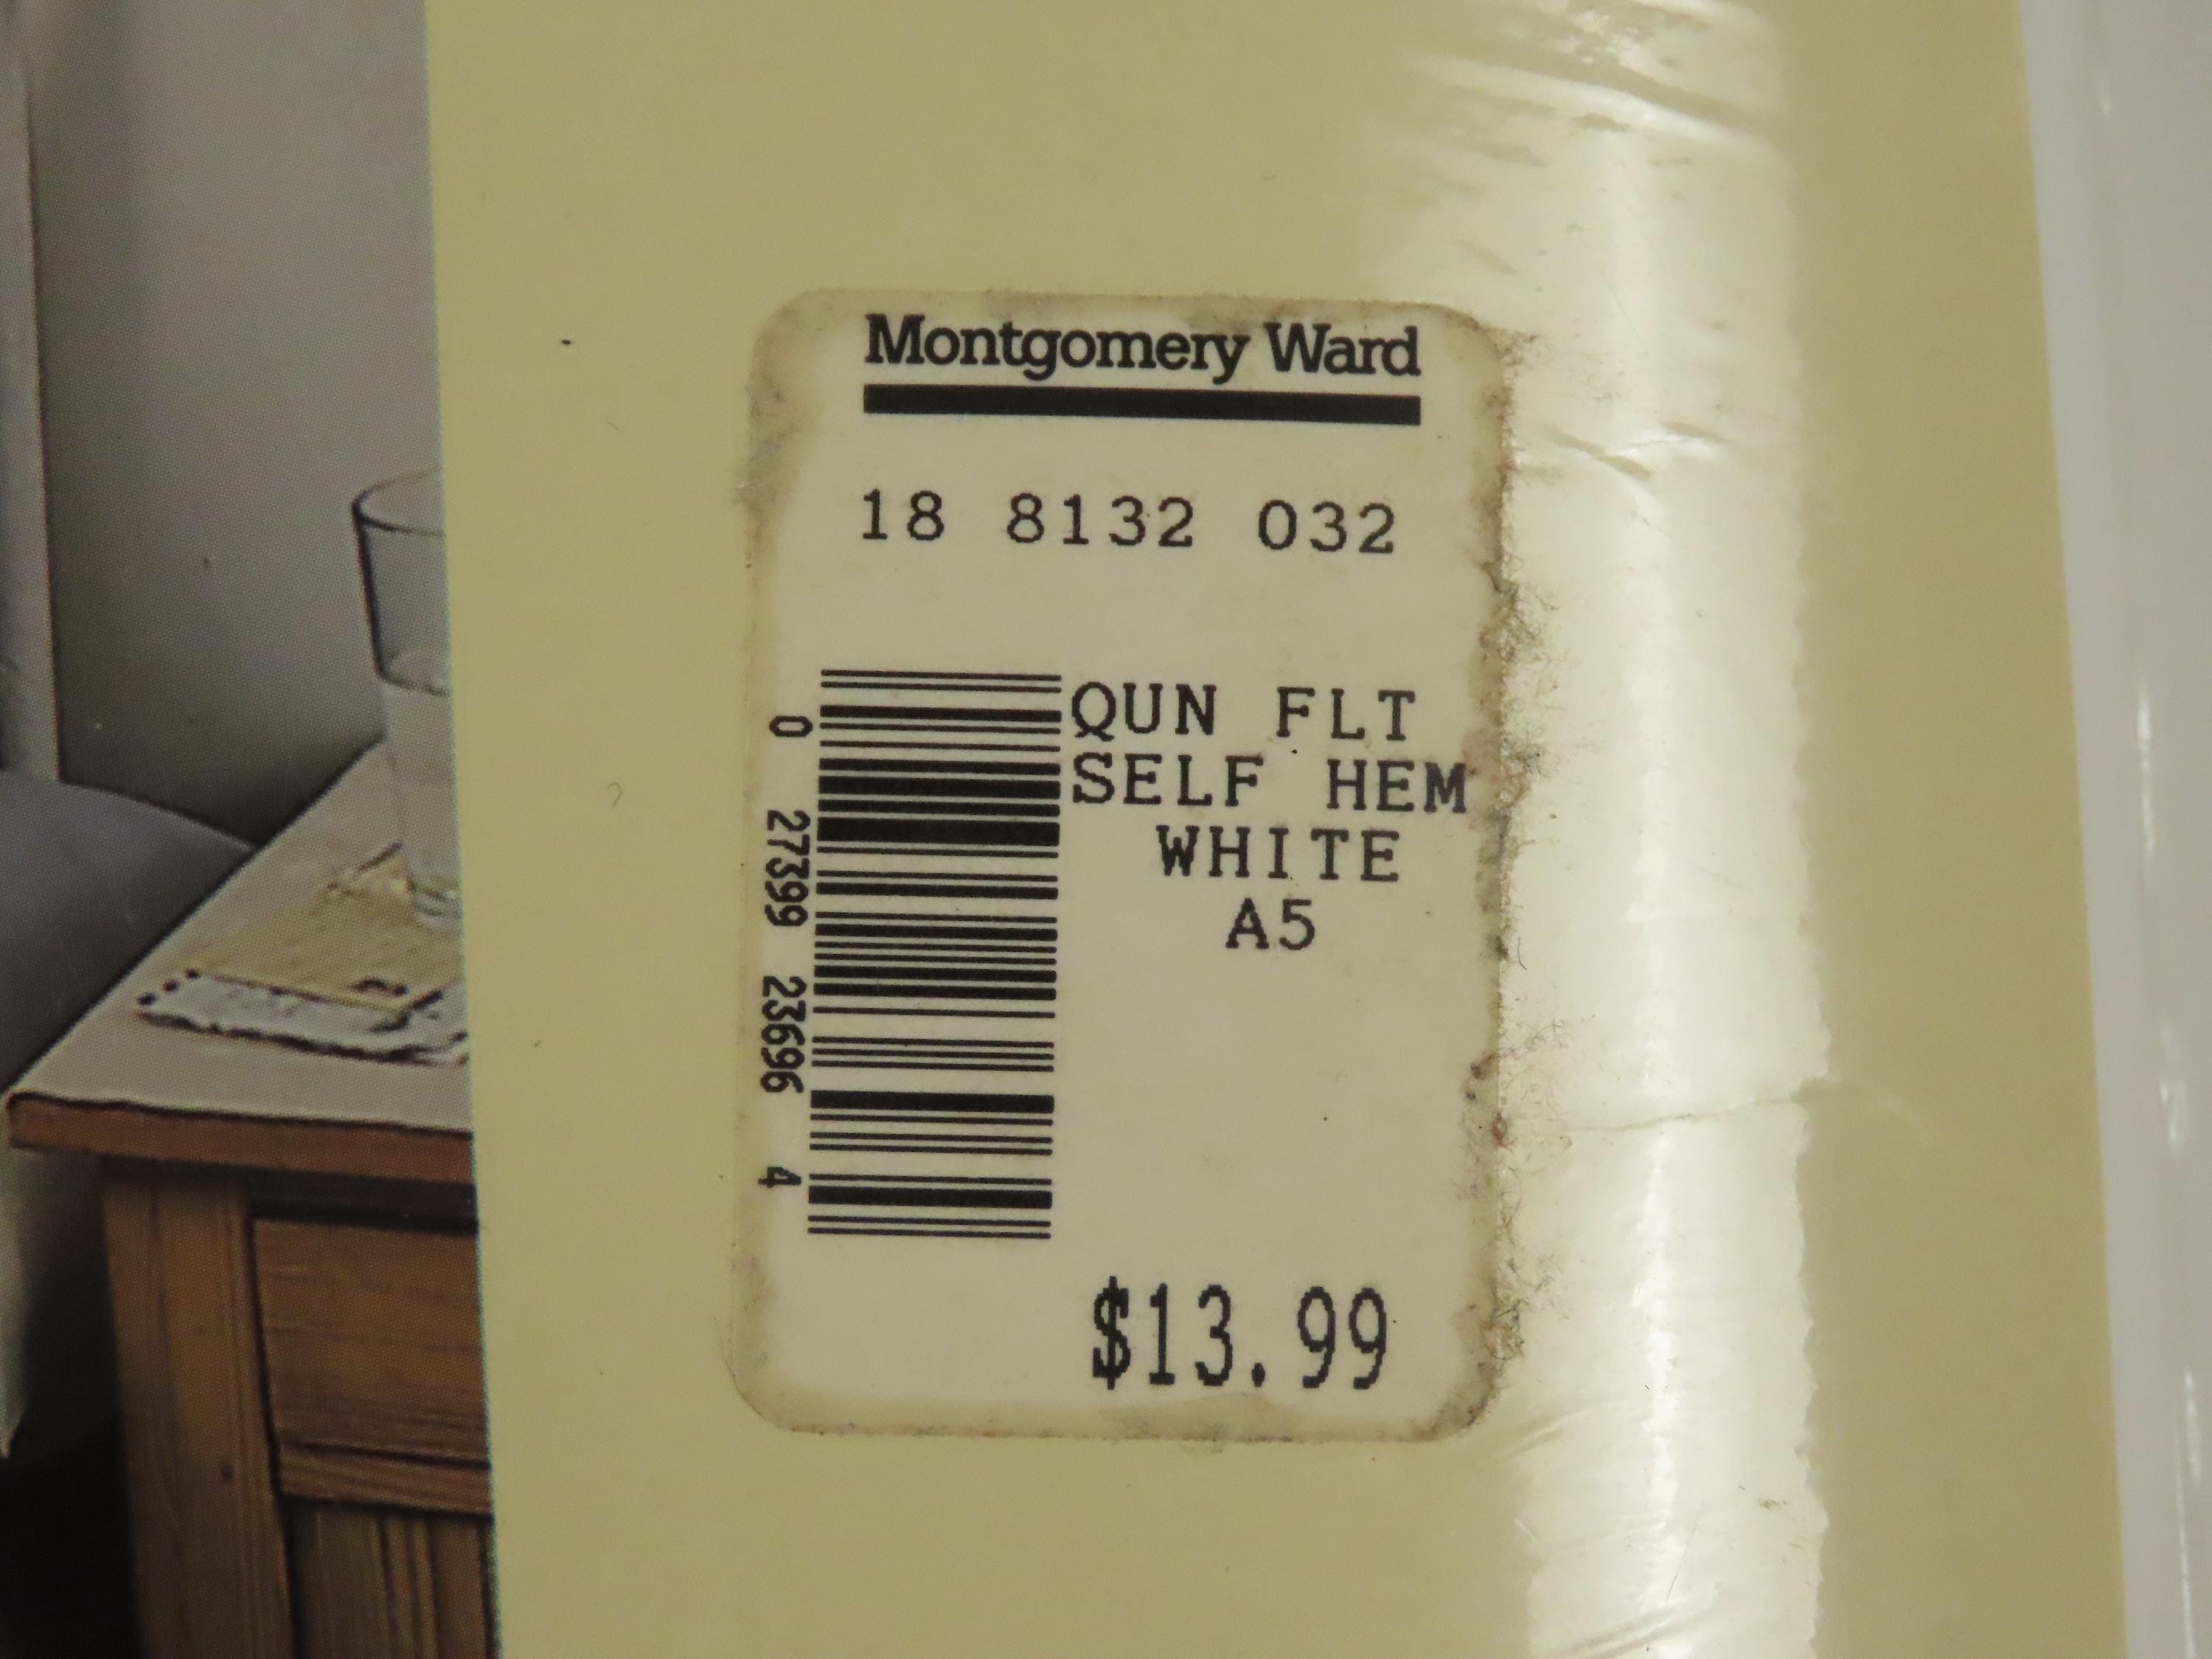 Montgomery Ward
18 8132 032
QUN FLT
SELF HEM
WHITE
A5
0 27399 23696 4
$13.99